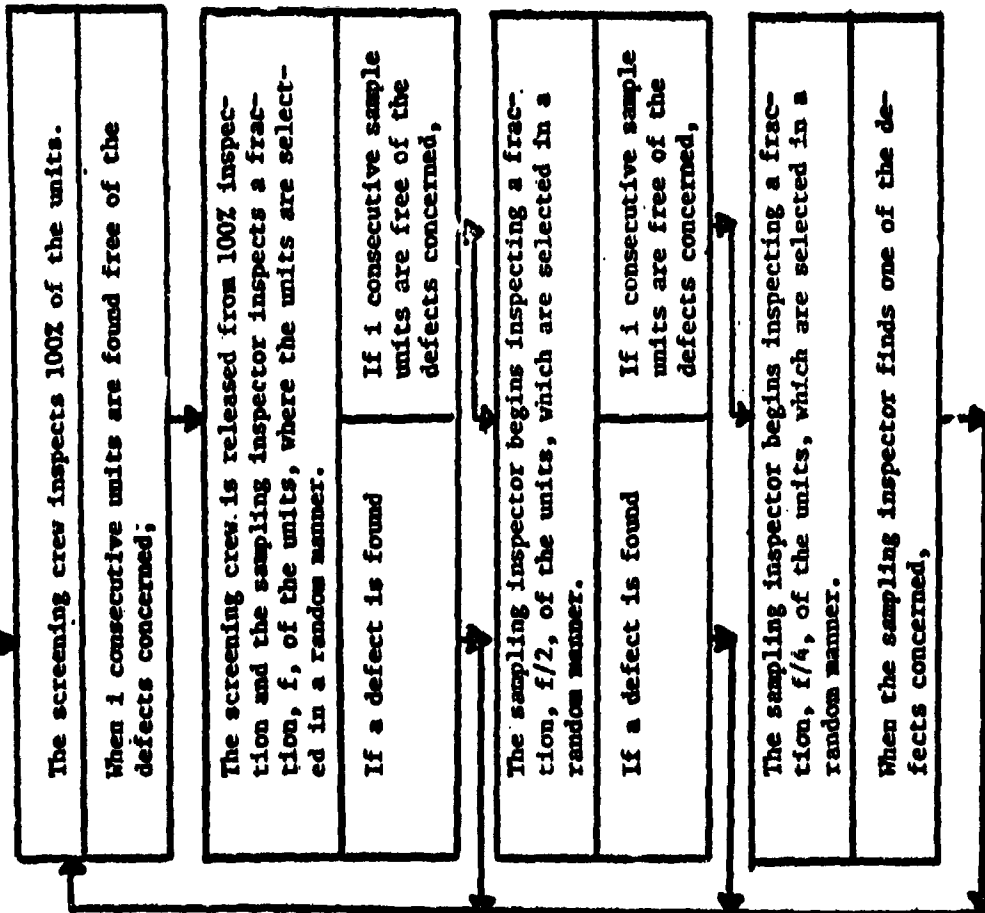 The screening crew inspects 100% of the units.
When i consecutive units are found free of the
defects concerned;
The screening crew is released from 100% inspec-
tion and the sampling inspector inspects a frac-
tion, f, of the units, where the units are select-
ed in a random manner.
If a defect is found
If i consecutive sample
units are free of the
defects concerned,
The sampling inspector begins inspecting a frac-
tion, f/2, of the units, which are selected in a
random manner.
If a defect is found
If i consecutive sample
units are free of the
defects concerned,
The sampling inspector begins inspecting a frac-
tion, f/4, of the units, which are selected in a
random manner.
When the sampling inspector finds one of the de-
fects concerned,